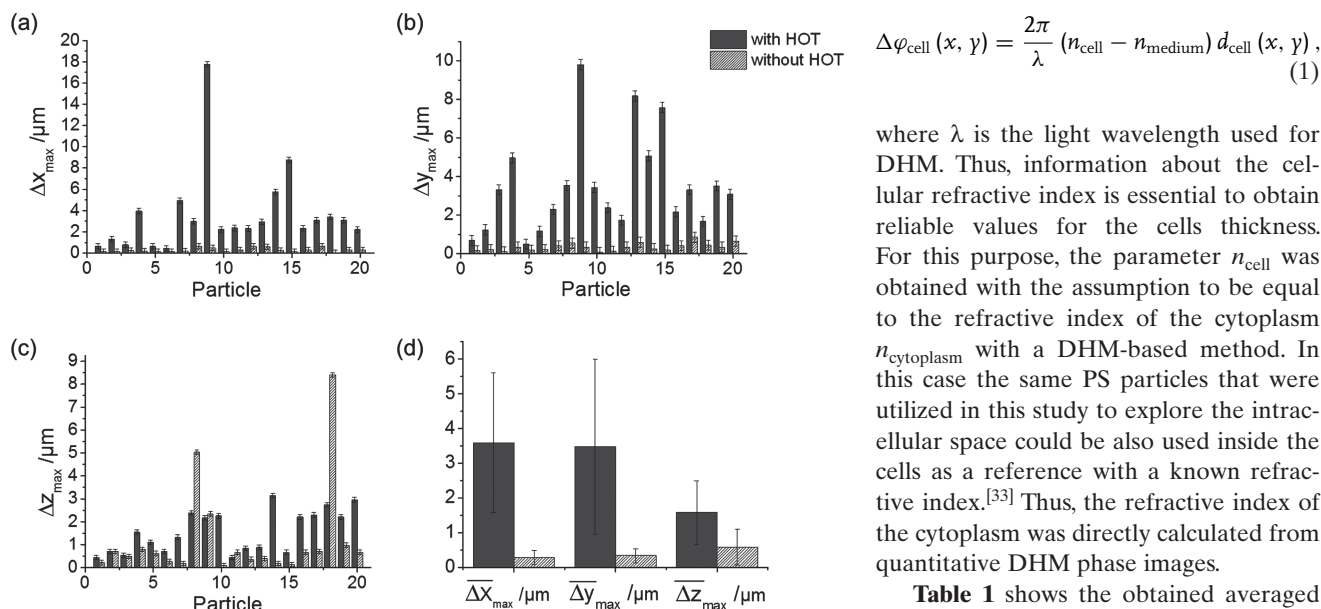 (a)
20
18
16
14
12
10
8
6
4
2
0
Δx_max /μm
0 5 10 15 20
Particle
(b)
10
8
6
4
2
0
Δy_max /μm
0 5 10 15 20
Particle
with HOT
without HOT
(c)
9
8
7
6
5
4
3
2
1
0
Δz_max /μm
0 5 10 15 20
Particle
(d)
6
5
4
3
2
1
0
Δx_max /μm Δy_max /μm Δz_max /μm
Δφ_cell (x, y) = 2π/λ (n_cell − n_medium) d_cell (x, y) ,
(1)
where λ is the light wavelength used for
DHM. Thus, information about the cel-
lular refractive index is essential to obtain
reliable values for the cells thickness.
For this purpose, the parameter n_cell was
obtained with the assumption to be equal
to the refractive index of the cytoplasm
n_cytoplasm with a DHM-based method. In
this case the same PS particles that were
utilized in this study to explore the intrac-
ellular space could be also used inside the
cells as a reference with a known refrac-
tive index.[33] Thus, the refractive index of
the cytoplasm was directly calculated from
quantitative DHM phase images.
Table 1 shows the obtained averaged